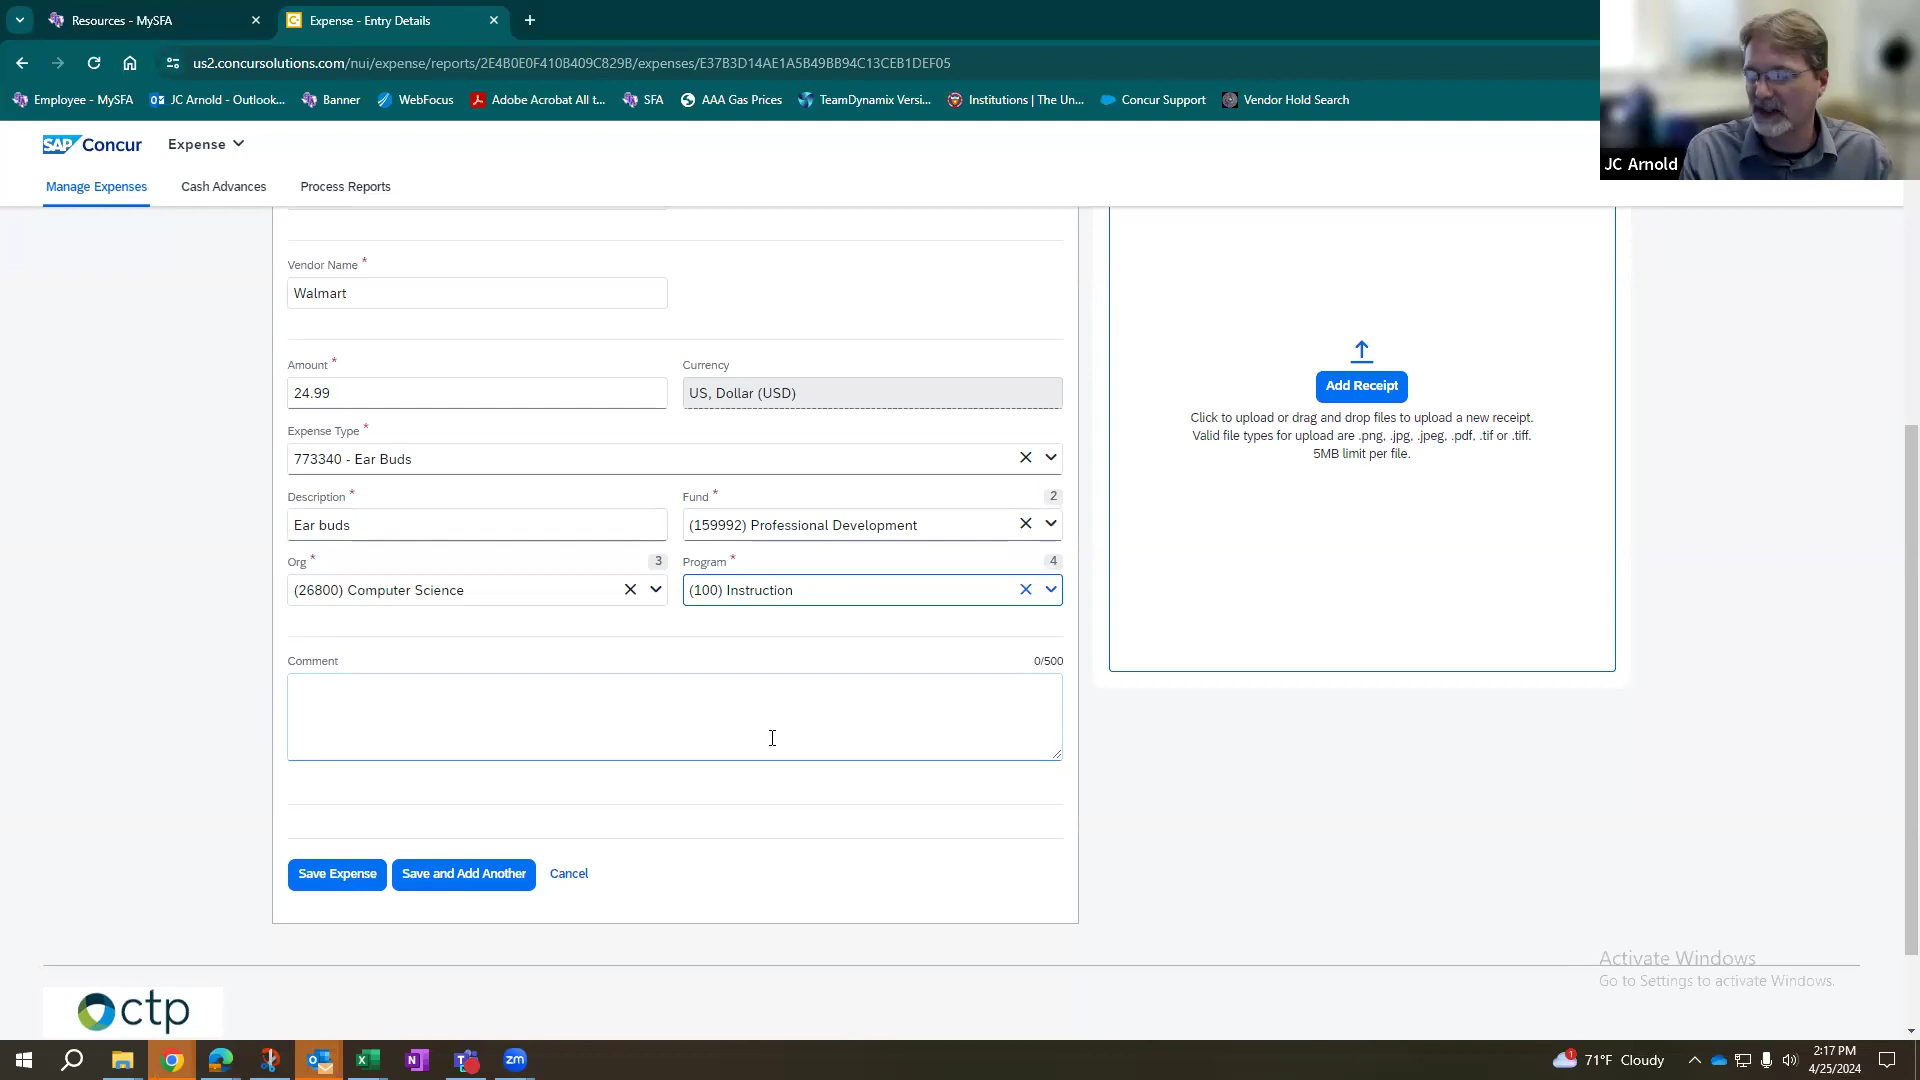 Resources - MySFA
Expense - Entry Details
us2.concursolutions.com/nui/expense/reports/2E4B0E0F410B409C829B/expenses/E37B3D14AE1A5B49BB94C13CEB1DEF05
Employee - MySFA
JC Arnold - Outlook...
Banner
WebFocus
Adobe Acrobat All t...
SFA
AAA Gas Prices
TeamDynamix Versi...
Institutions | The Un...
Concur Support
Vendor Hold Search
JC Arnold
SAP Concur
Expense
Manage Expenses
Cash Advances
Process Reports
Vendor Name *
Walmart
Amount *
Currency
24.99
US, Dollar (USD)
Expense Type *
773340 - Ear Buds
Description *
Fund *
2
Ear buds
(159992) Professional Development
Org *
3
Program *
4
(26800) Computer Science
(100) Instruction
Comment
0/500
Save Expense
Save and Add Another
Cancel
Add Receipt
Click to upload or drag and drop files to upload a new receipt.
Valid file types for upload are .png, .jpg, .jpeg, .pdf, .tif or .tiff.
5MB limit per file.
Activate Windows
Go to Settings to activate Windows.
ctp
zm
1
71°F Cloudy
2:17 PM
4/25/2024